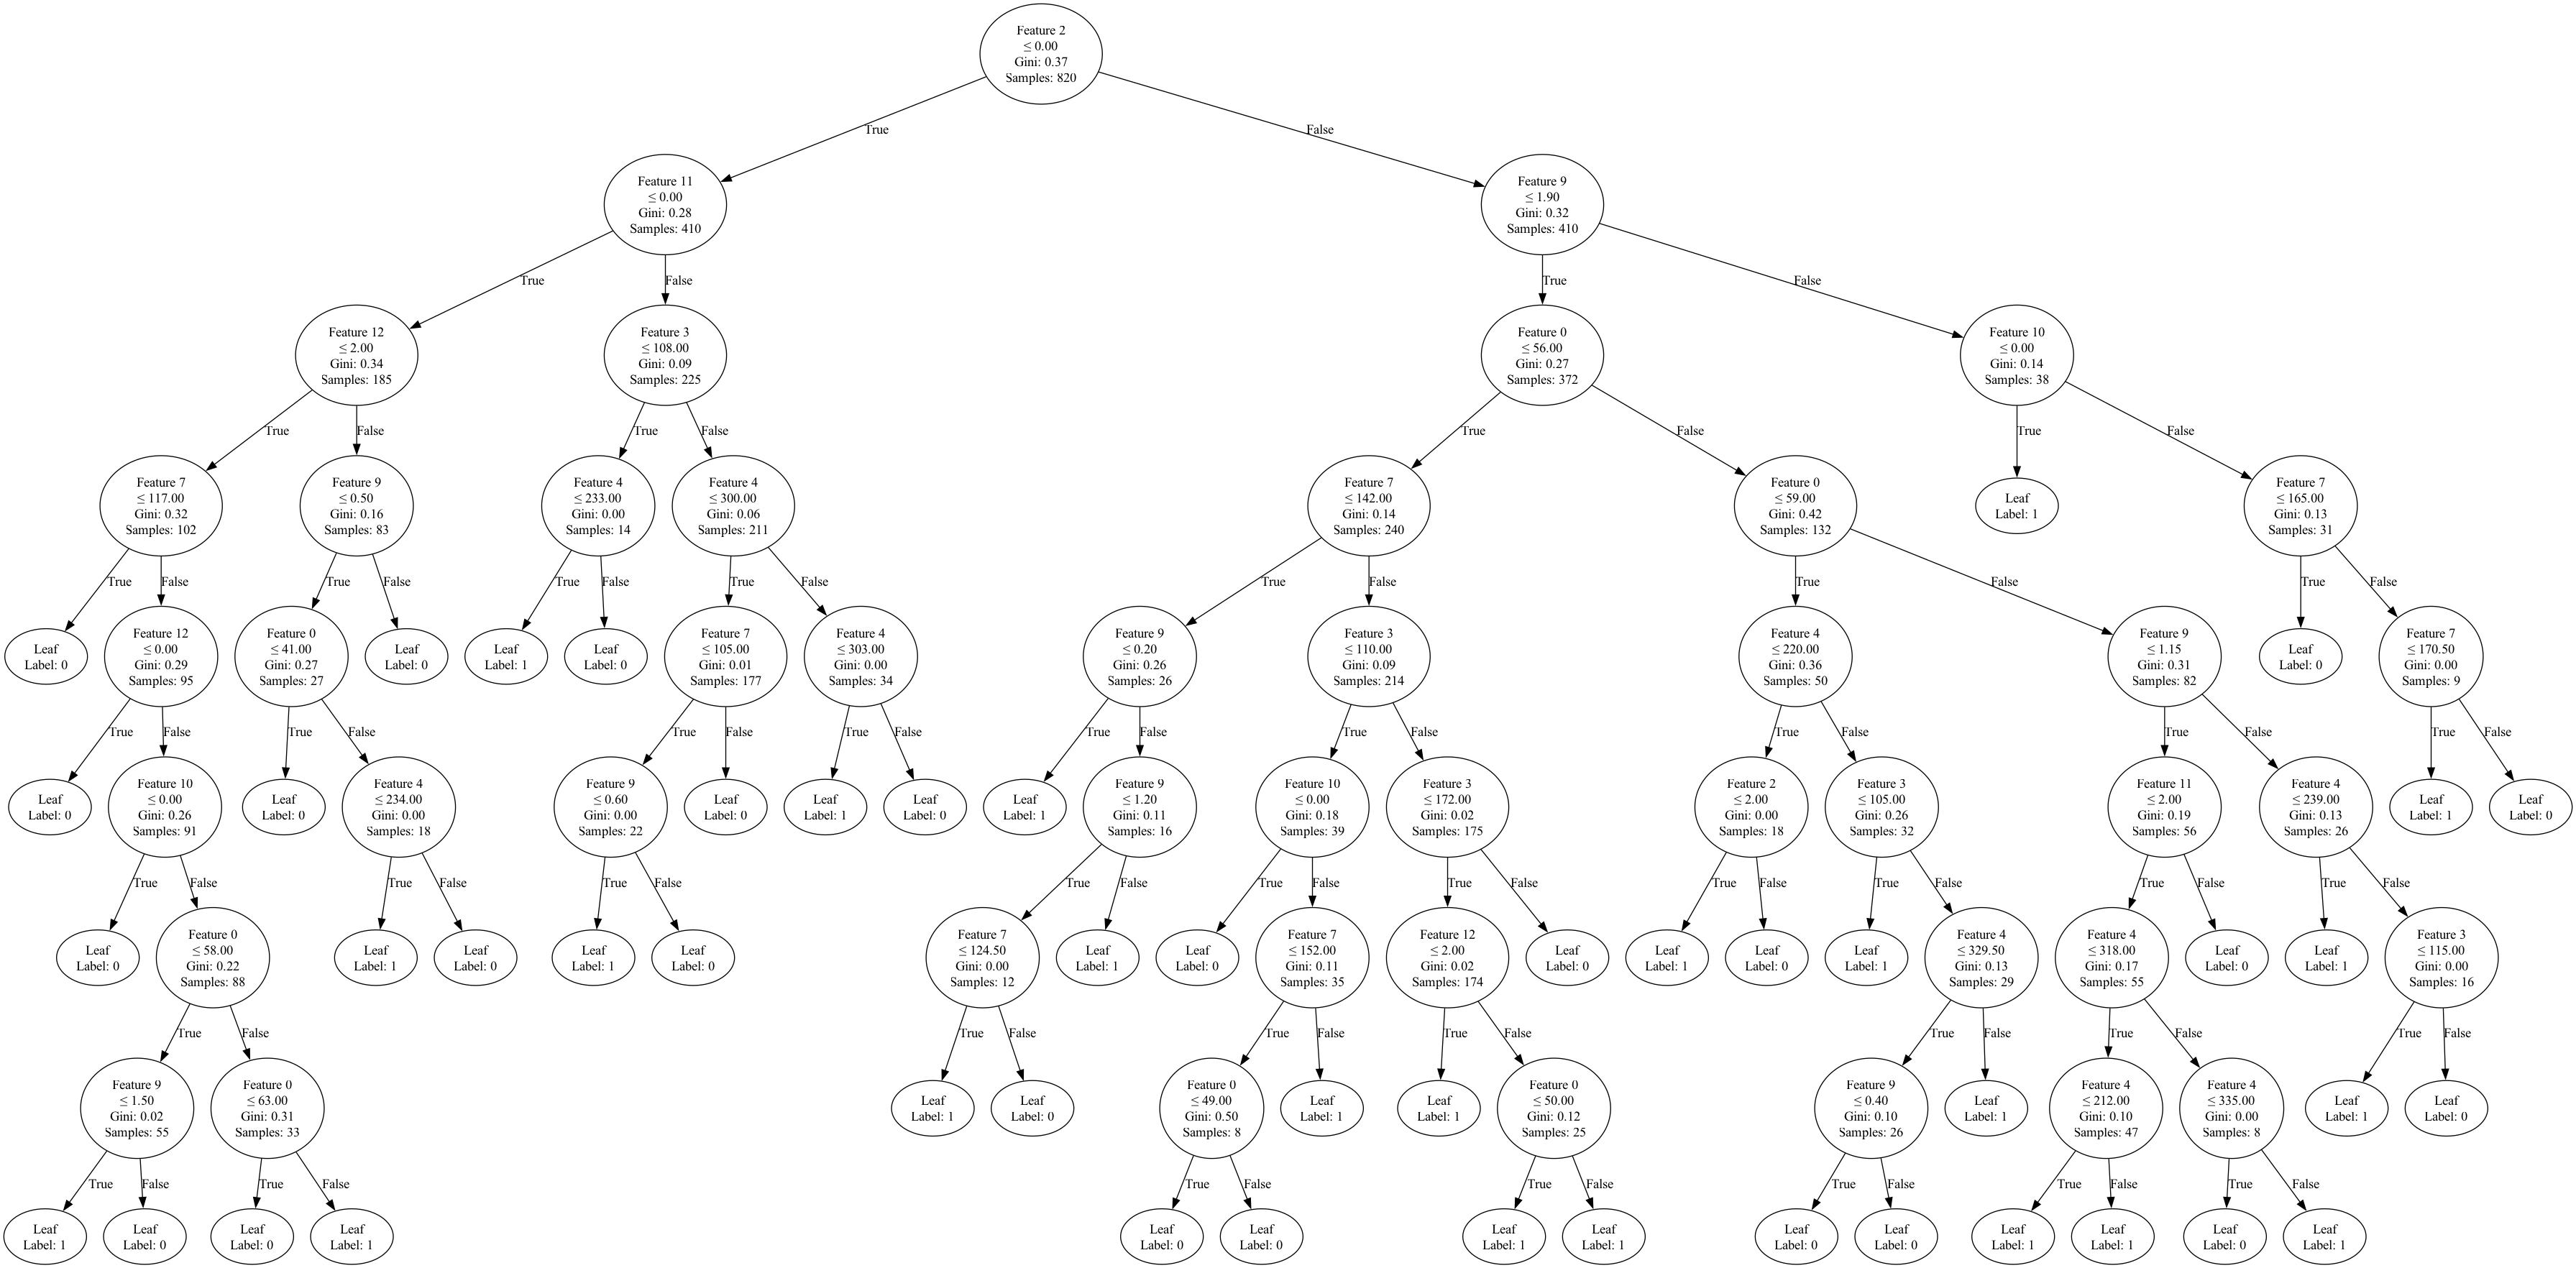 Feature 2
≤ 0.00
Gini: 0.37
Samples: 820
True
False
Feature 11
≤ 0.00
Gini: 0.28
Samples: 410
Feature 9
≤ 1.90
Gini: 0.32
Samples: 410
True
False
True
False
Feature 12
≤ 2.00
Gini: 0.34
Samples: 185
Feature 3
≤ 108.00
Gini: 0.09
Samples: 225
Feature 0
≤ 56.00
Gini: 0.27
Samples: 372
Feature 10
≤ 0.00
Gini: 0.14
Samples: 38
True
False
True
False
True
False
True
False
Feature 7
≤ 117.00
Gini: 0.32
Samples: 102
Feature 9
≤ 0.50
Gini: 0.16
Samples: 83
Feature 4
≤ 233.00
Gini: 0.00
Samples: 14
Feature 4
≤ 300.00
Gini: 0.06
Samples: 211
Feature 7
≤ 142.00
Gini: 0.14
Samples: 240
Feature 0
≤ 59.00
Gini: 0.42
Samples: 132
Leaf
Label: 1
Feature 7
≤ 165.00
Gini: 0.13
Samples: 31
True
False
True
False
True
False
True
False
True
False
True
False
True
False
Leaf
Label: 0
Feature 12
≤ 0.00
Gini: 0.29
Samples: 95
Feature 0
≤ 41.00
Gini: 0.27
Samples: 27
Leaf
Label: 0
Leaf
Label: 1
Leaf
Label: 0
Feature 7
≤ 105.00
Gini: 0.01
Samples: 177
Feature 4
≤ 303.00
Gini: 0.00
Samples: 34
Feature 9
≤ 0.20
Gini: 0.26
Samples: 26
Feature 3
≤ 110.00
Gini: 0.09
Samples: 214
Feature 4
≤ 220.00
Gini: 0.36
Samples: 50
Feature 9
≤ 1.15
Gini: 0.31
Samples: 82
Leaf
Label: 0
Feature 7
≤ 170.50
Gini: 0.00
Samples: 9
True
False
True
False
True
False
True
False
True
False
True
False
True
False
True
False
True
False
Leaf
Label: 0
Feature 10
≤ 0.00
Gini: 0.26
Samples: 91
Leaf
Label: 0
Feature 4
≤ 234.00
Gini: 0.00
Samples: 18
Feature 9
≤ 0.60
Gini: 0.00
Samples: 22
Leaf
Label: 0
Leaf
Label: 1
Leaf
Label: 0
Leaf
Label: 1
Feature 9
≤ 1.20
Gini: 0.11
Samples: 16
Feature 10
≤ 0.00
Gini: 0.18
Samples: 39
Feature 3
≤ 172.00
Gini: 0.02
Samples: 175
Feature 2
≤ 2.00
Gini: 0.00
Samples: 18
Feature 3
≤ 105.00
Gini: 0.26
Samples: 32
Feature 11
≤ 2.00
Gini: 0.19
Samples: 56
Feature 4
≤ 239.00
Gini: 0.13
Samples: 26
Leaf
Label: 1
Leaf
Label: 0
True
False
True
False
True
False
True
False
True
False
True
False
True
False
True
False
True
False
True
False
Leaf
Label: 0
Feature 0
≤ 58.00
Gini: 0.22
Samples: 88
Leaf
Label: 1
Leaf
Label: 0
Leaf
Label: 1
Leaf
Label: 0
Feature 7
≤ 124.50
Gini: 0.00
Samples: 12
Leaf
Label: 1
Leaf
Label: 0
Feature 7
≤ 152.00
Gini: 0.11
Samples: 35
Feature 12
≤ 2.00
Gini: 0.02
Samples: 174
Leaf
Label: 0
Leaf
Label: 1
Leaf
Label: 0
Leaf
Label: 1
Feature 4
≤ 329.50
Gini: 0.13
Samples: 29
Feature 4
≤ 318.00
Gini: 0.17
Samples: 55
Leaf
Label: 0
Leaf
Label: 1
Feature 3
≤ 115.00
Gini: 0.00
Samples: 16
True
False
True
False
True
False
True
False
True
False
True
False
True
False
Feature 9
≤ 1.50
Gini: 0.02
Samples: 55
Feature 0
≤ 63.00
Gini: 0.31
Samples: 33
Leaf
Label: 1
Leaf
Label: 0
Feature 0
≤ 49.00
Gini: 0.50
Samples: 8
Leaf
Label: 1
Leaf
Label: 1
Feature 0
≤ 50.00
Gini: 0.12
Samples: 25
Feature 9
≤ 0.40
Gini: 0.10
Samples: 26
Leaf
Label: 1
Feature 4
≤ 212.00
Gini: 0.10
Samples: 47
Feature 4
≤ 335.00
Gini: 0.00
Samples: 8
Leaf
Label: 1
Leaf
Label: 0
True
False
True
False
True
False
True
False
True
False
True
False
True
False
Leaf
Label: 1
Leaf
Label: 0
Leaf
Label: 0
Leaf
Label: 1
Leaf
Label: 0
Leaf
Label: 0
Leaf
Label: 1
Leaf
Label: 1
Leaf
Label: 0
Leaf
Label: 0
Leaf
Label: 1
Leaf
Label: 1
Leaf
Label: 0
Leaf
Label: 1